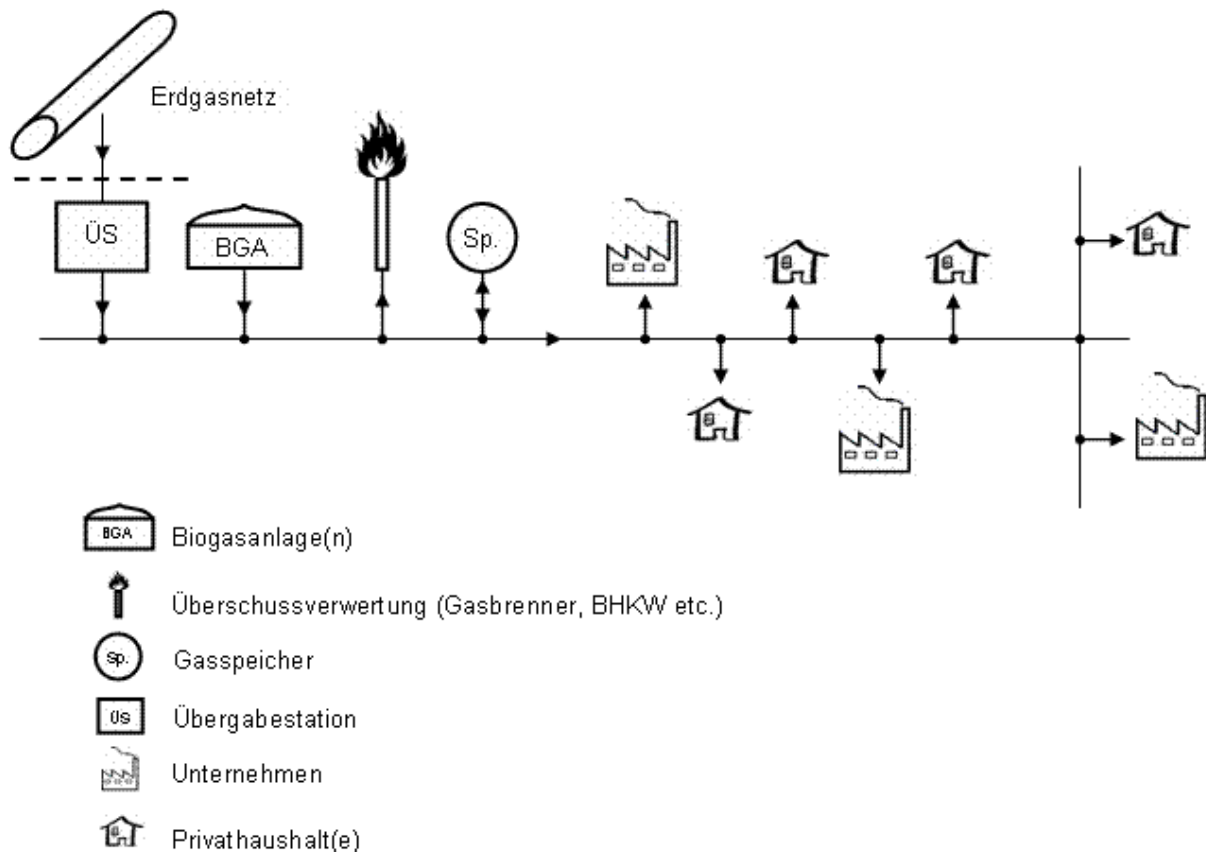 Erdgasnetz
ÜS
BGA
Sp.
BGA Biogasanlage(n)
Überschussverwertung (Gasbrenner, BHKW etc.)
Sp. Gasspeicher
ÜS Übergabestation
Unternehmen
Privathaushalt(e)